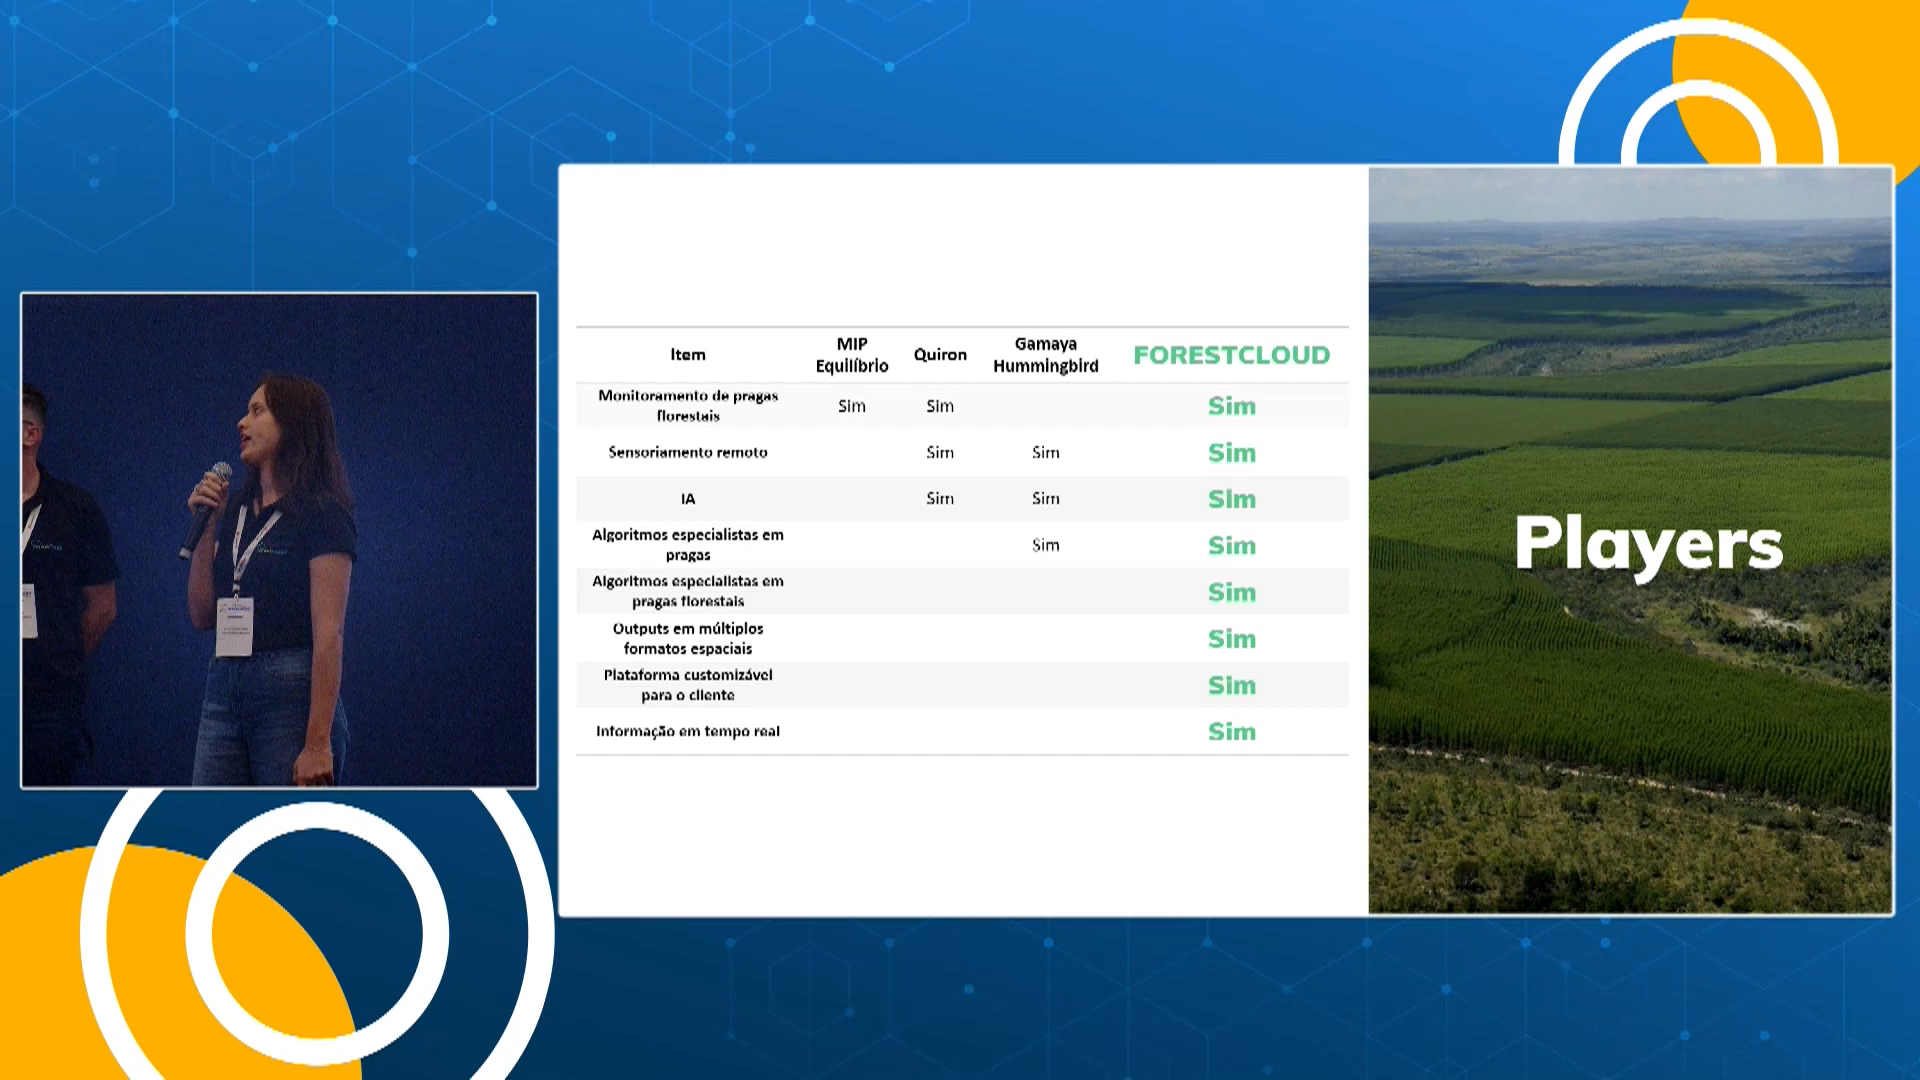 Item
MIP
Equilíbrio
Quiron
Gamaya
Hummingbird
FORESTCLOUD
Monitoramento de pragas
florestais
Sim
Sim
Sim
Sensoriamento remoto
Sim
Sim
Sim
IA
Sim
Sim
Sim
Algoritmos especialistas em
pragas
Sim
Sim
Algoritmos especialistas em
pragas florestais
Sim
Outputs em múltiplos
formatos espaciais
Sim
Plataforma customizável
para o cliente
Sim
Informação em tempo real
Sim
Players